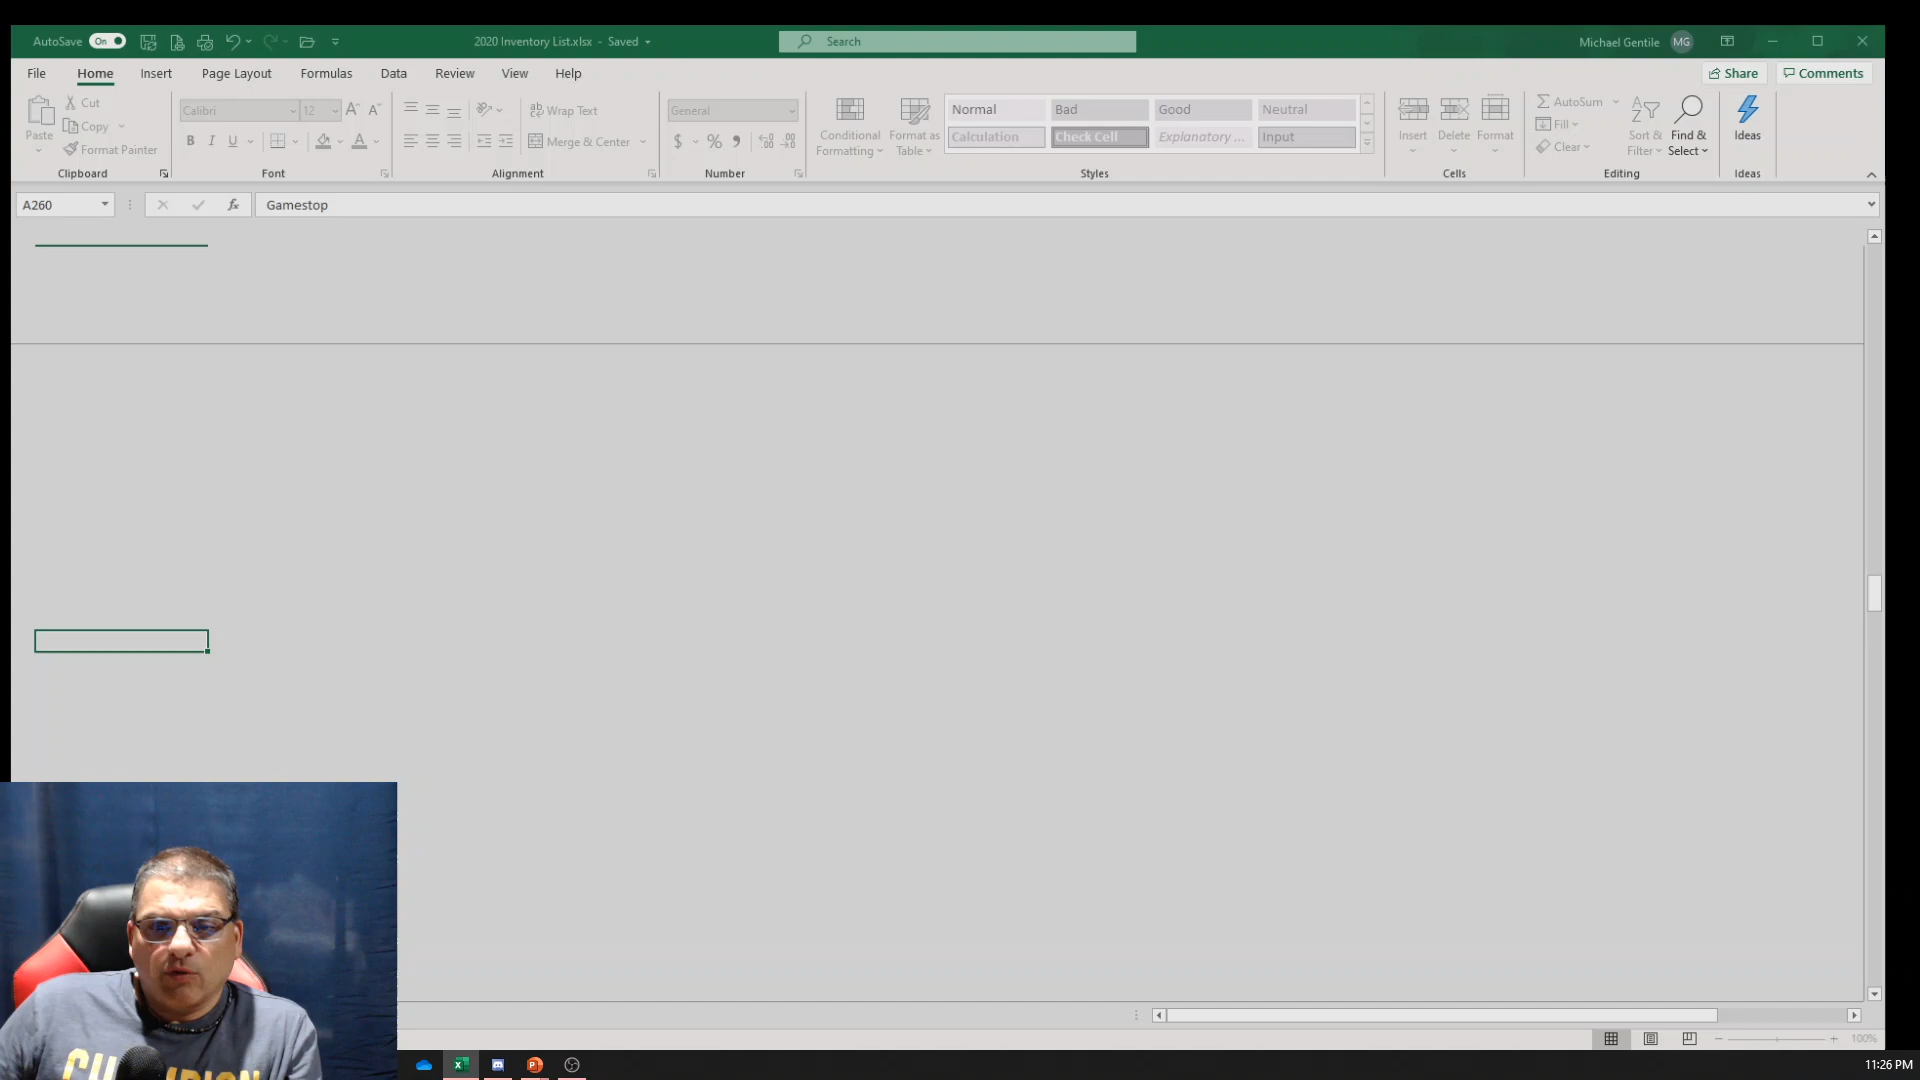 AutoSave On 2020 Inventory List.xlsx - Saved Search Michael Gentile MG
File Home Insert Page Layout Formulas Data Review View Help Share Comments
Paste
Cut
Copy
Format Painter
Clipboard
Calibri 12
B I U
A
Font
ab Wrap Text
Merge & Center
Alignment
General
$ % ,
Number
Conditional
Formatting
Format as
Table
Normal Bad Good Neutral
Calculation Check Cell Explanatory ... Input
Styles
Insert Delete Format
Cells
AutoSum
Fill
Clear
Sort &
Filter
Find &
Select
Editing
Ideas
Ideas
A260 fx Gamestop
100%
11:26 PM